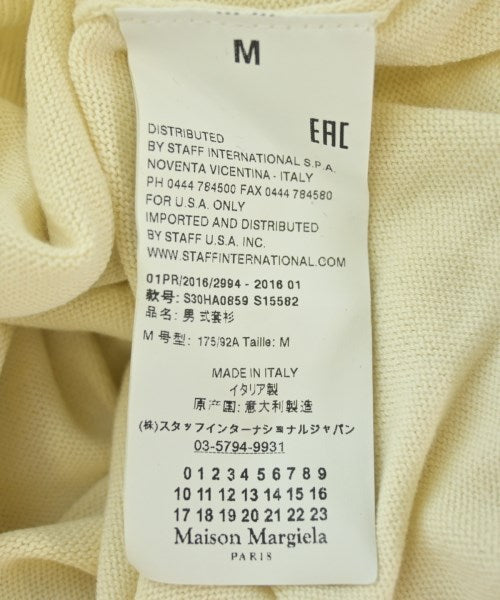 M
EAC
DISTRIBUTED
BY STAFF INTERNATIONAL S.P.A.
NOVENTA VICENTINA - ITALY
PH 0444 784500 FAX 0444 784580
FOR U.S.A. ONLY
IMPORTED AND DISTRIBUTED
BY STAFF U.S.A. INC.
WWW.STAFFINTERNATIONAL.COM
01PR/2016/2994 - 2016 01
款号: S30HA0859 S15582
品名: 男式套衫
M 号型: 175/92A Taille: M
MADE IN ITALY
イタリア製
原产国: 意大利製造
(株)スタッフインターナショナルジャパン
03-5794-9931
0 1 2 3 4 5 6 7 8 9
10 11 12 13 14 15 16
17 18 19 20 21 22 23
Maison Margiela
PARIS